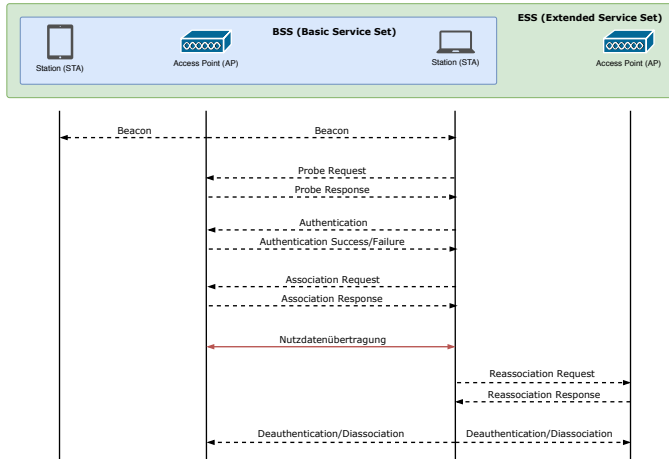 ESS (Extended Service Set)
BSS (Basic Service Set)
Station (STA)
Access Point (AP)
Station (STA)
Access Point (AP)
Beacon
Beacon
Probe Request
Probe Response
Authentication
Authentication Success/Failure
Association Request
Association Response
Nutzdatenübertragung
Reassociation Request
Reassociation Response
Deauthentication/Diassociation
Deauthentication/Diassociation